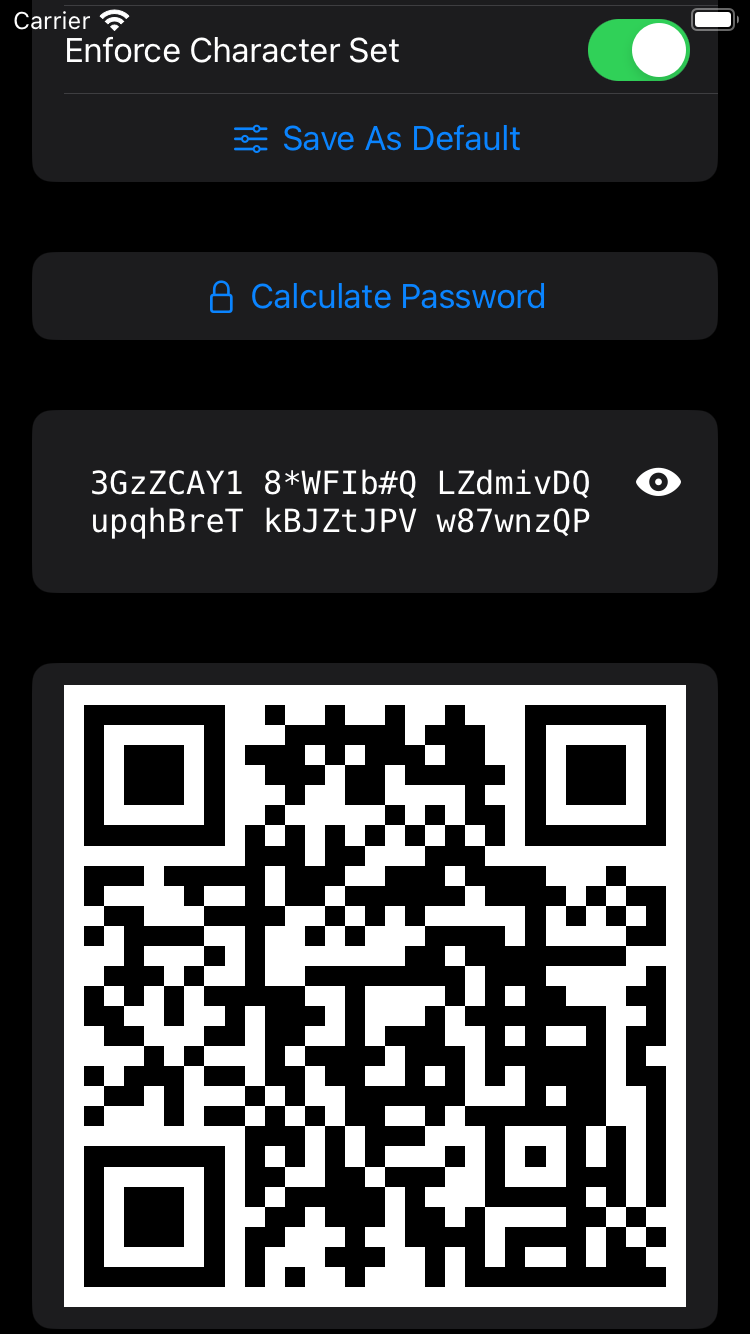 Carrier
Enforce Character Set
Save As Default
Calculate Password
3GzZCAY1 8*WFIb#Q LZdmivDQ
upqhBreT kBJZtJPV w87wnzQP